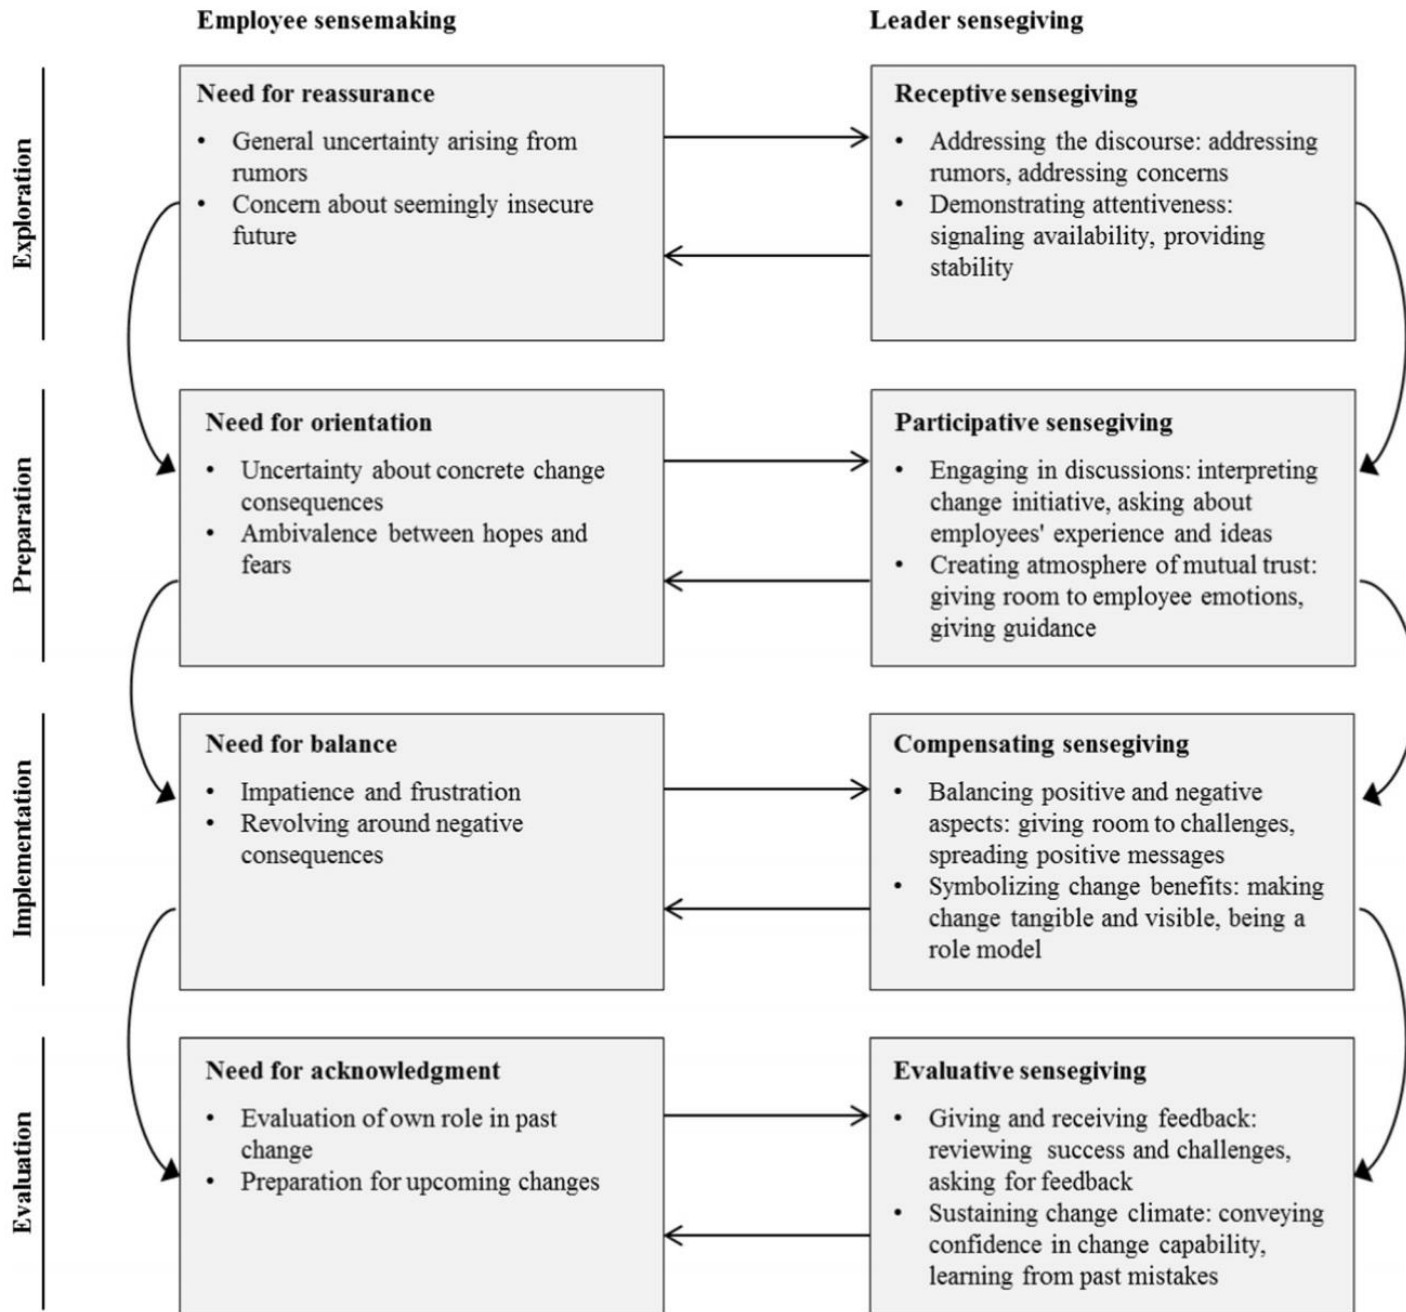 Employee sensemaking
Leader sensegiving
Exploration
Need for reassurance
• General uncertainty arising from
rumors
• Concern about seemingly insecure
future
Receptive sensegiving
• Addressing the discourse: addressing
rumors, addressing concerns
• Demonstrating attentiveness:
signaling availability, providing
stability
Preparation
Need for orientation
• Uncertainty about concrete change
consequences
• Ambivalence between hopes and
fears
Participative sensegiving
• Engaging in discussions: interpreting
change initiative, asking about
employees' experience and ideas
• Creating atmosphere of mutual trust:
giving room to employee emotions,
giving guidance
Implementation
Need for balance
• Impatience and frustration
• Revolving around negative
consequences
Compensating sensegiving
• Balancing positive and negative
aspects: giving room to challenges,
spreading positive messages
• Symbolizing change benefits: making
change tangible and visible, being a
role model
Evaluation
Need for acknowledgment
• Evaluation of own role in past
change
• Preparation for upcoming changes
Evaluative sensegiving
• Giving and receiving feedback:
reviewing success and challenges,
asking for feedback
• Sustaining change climate: conveying
confidence in change capability,
learning from past mistakes